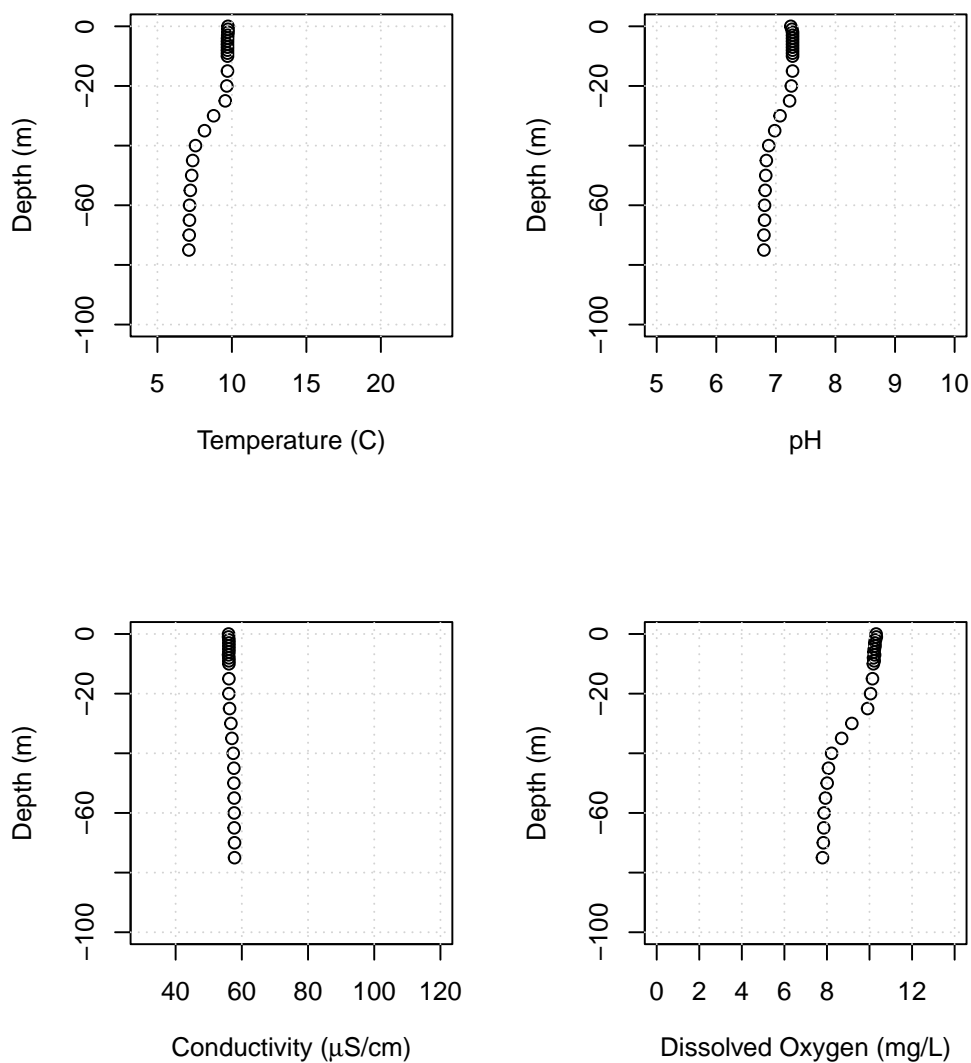 0
−20
−60
−100
Depth (m)
5 10 15 20
Temperature (C)
0
−20
−60
−100
Depth (m)
5 6 7 8 9 10
pH
0
−20
−60
−100
Depth (m)
40 60 80 100 120
Conductivity (μS/cm)
0
−20
−60
−100
Depth (m)
0 2 4 6 8 12
Dissolved Oxygen (mg/L)